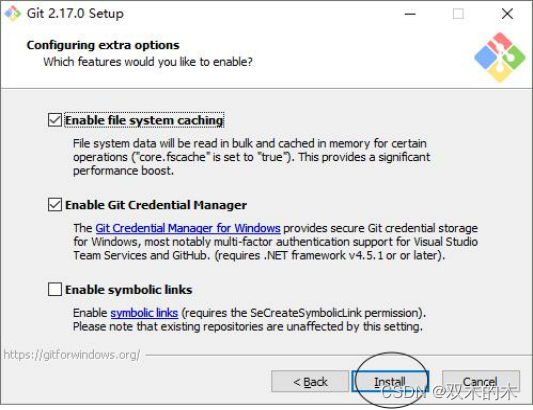 Git 2.17.0 Setup
Configuring extra options
Which features would you like to enable?
Enable file system caching
File system data will be read in bulk and cached in memory for certain
operations ("core.fscache" is set to "true"). This provides a significant
performance boost.
Enable Git Credential Manager
The Git Credential Manager for Windows provides secure Git credential storage
for Windows, most notably multi-factor authentication support for Visual Studio
Team Services and GitHub. (requires .NET framework v4.5.1 or or later).
Enable symbolic links
Enable symbolic links (requires the SeCreateSymbolicLink permission).
Please note that existing repositories are unaffected by this setting.
https://gitforwindows.org/
< Back Install Cancel
CSDN @双木的木